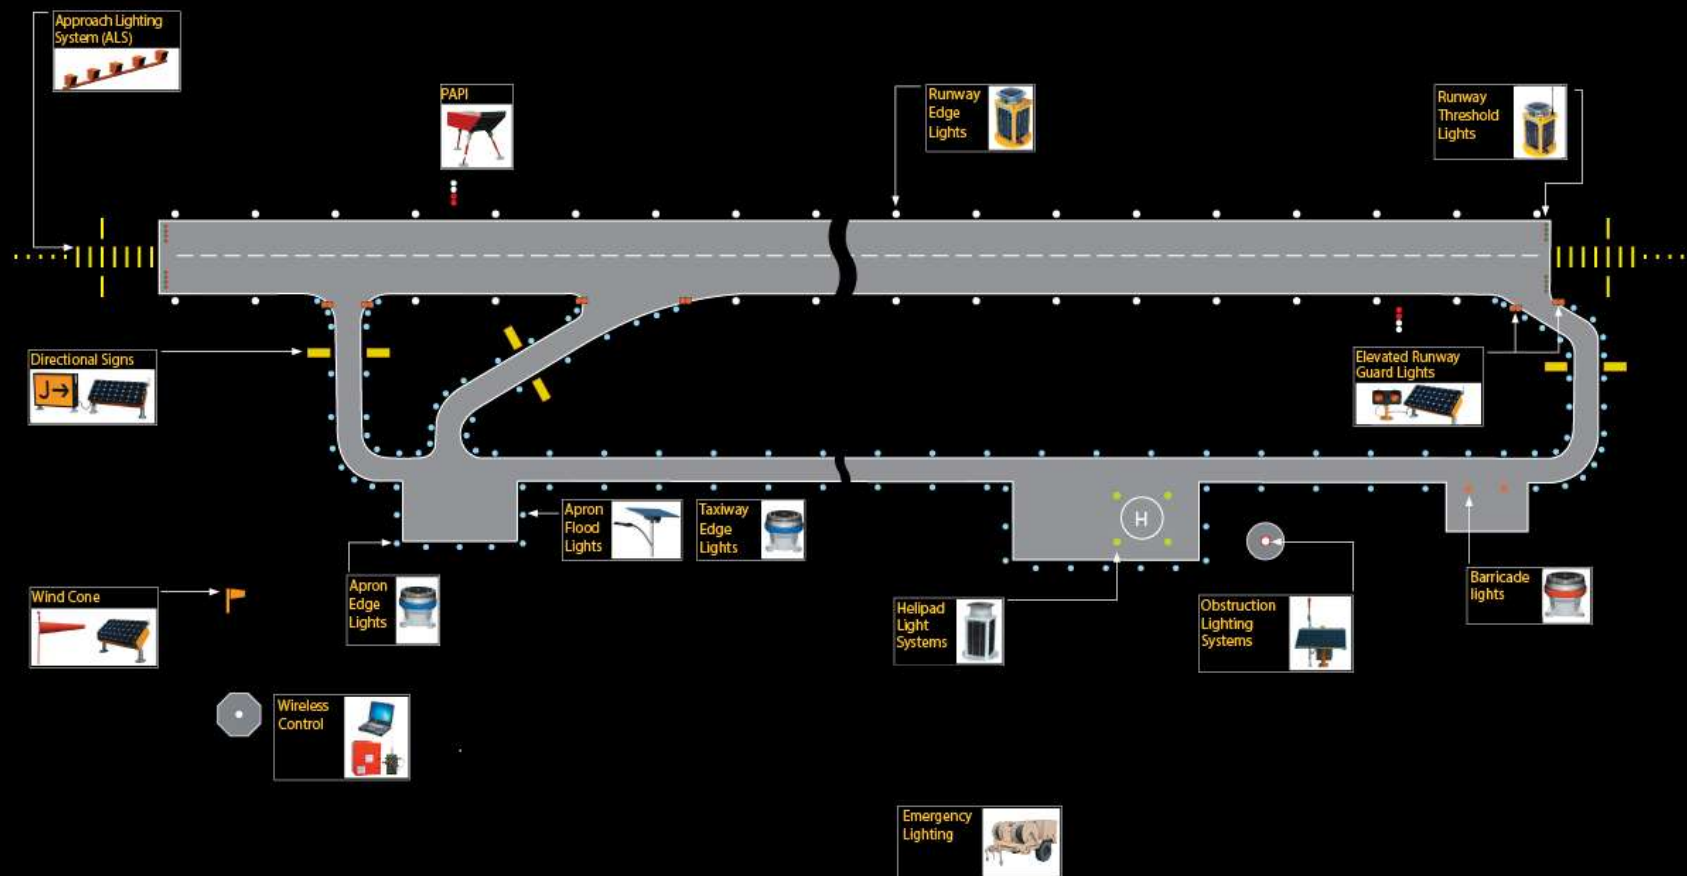 Approach Lighting
System (ALS)
PAPI
Runway
Edge
Lights
Runway
Threshold
Lights
Directional Signs
J→
Elevated Runway
Guard Lights
Apron
Flood
Lights
Taxiway
Edge
Lights
H
Wind Cone
Apron
Edge
Lights
Helipad
Light
Systems
Obstruction
Lighting
Systems
Barricade
lights
Wireless
Control
Emergency
Lighting